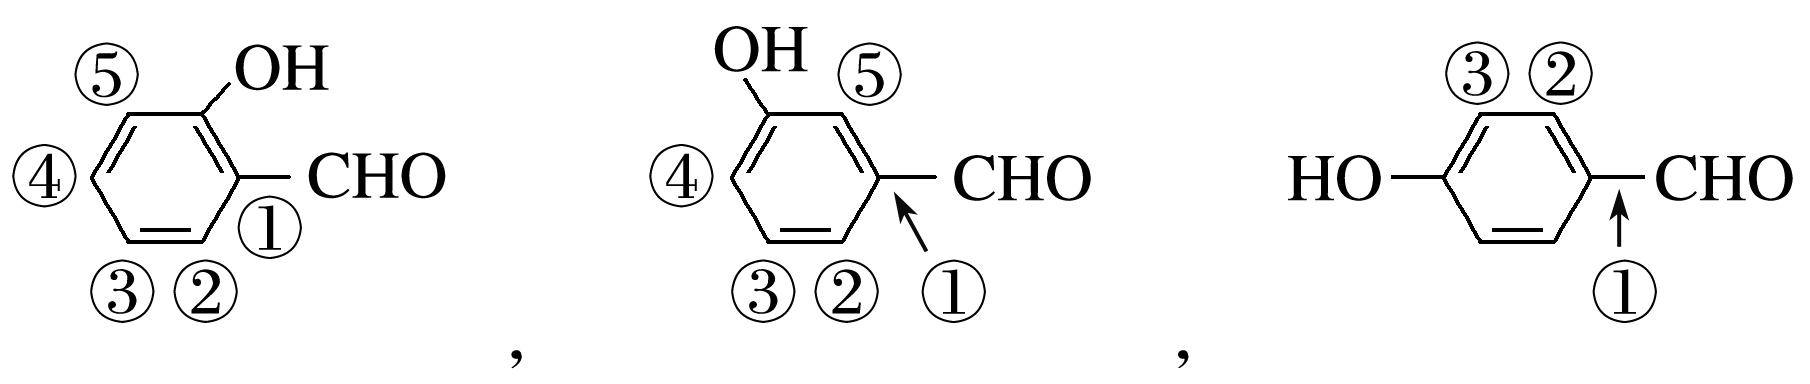 ⑤ OH
④ CHO
①
③ ②
,
OH ⑤
④ CHO
③ ② ①
,
③ ②
HO CHO
①